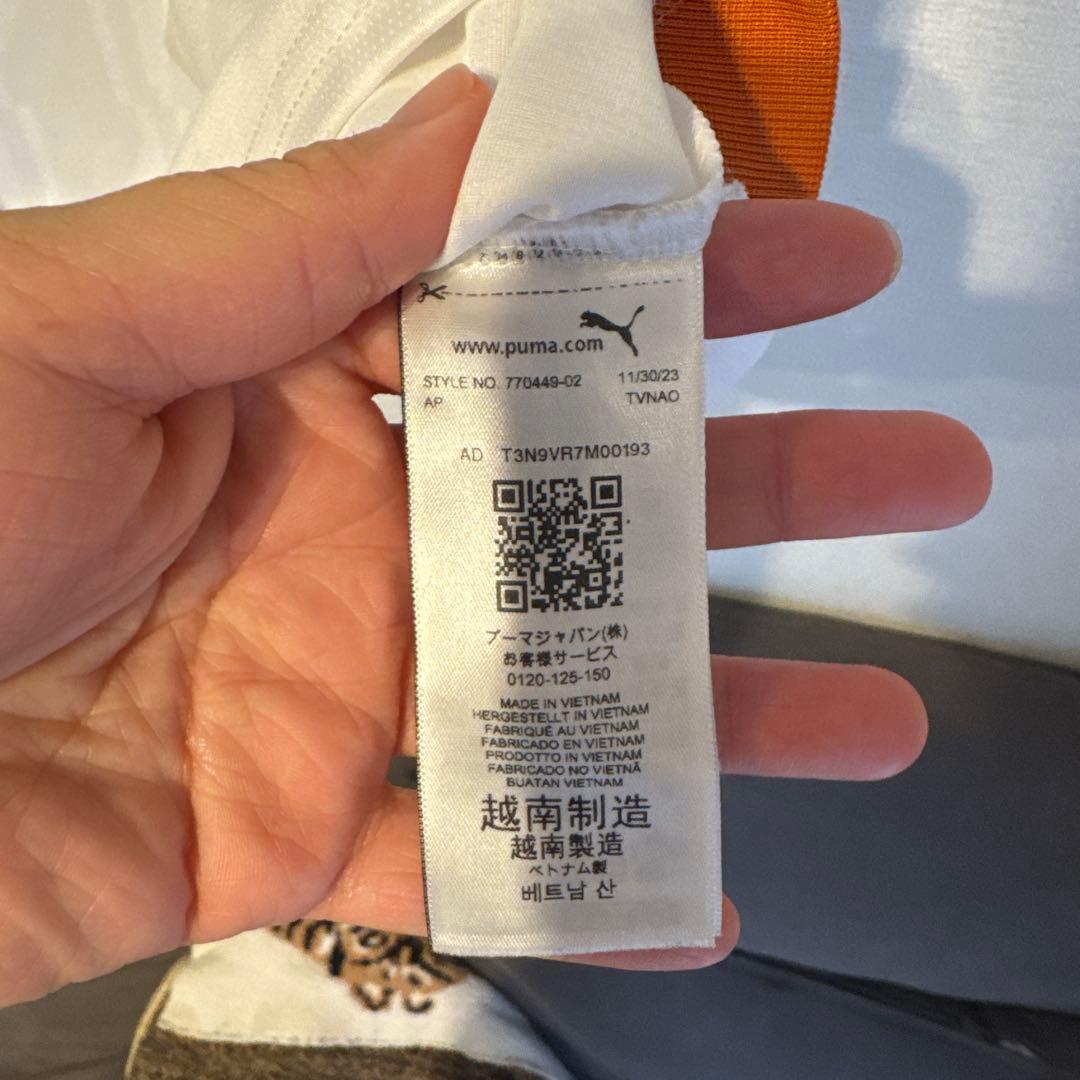 www.puma.com
STYLE NO. 770449-02 11/30/23
AP TVNAO
AD T3N9VR7M00193
プーマジャパン(株)
お客様サービス
0120-125-150
MADE IN VIETNAM
HERGESTELLT IN VIETNAM
FABRIQUÉ AU VIETNAM
FABRICADO EN VIETNAM
PRODOTTO IN VIETNAM
FABRICADO NO VIETNÃ
BUATAN VIETNAM
越南制造
越南製造
ベトナム製
베트남 산